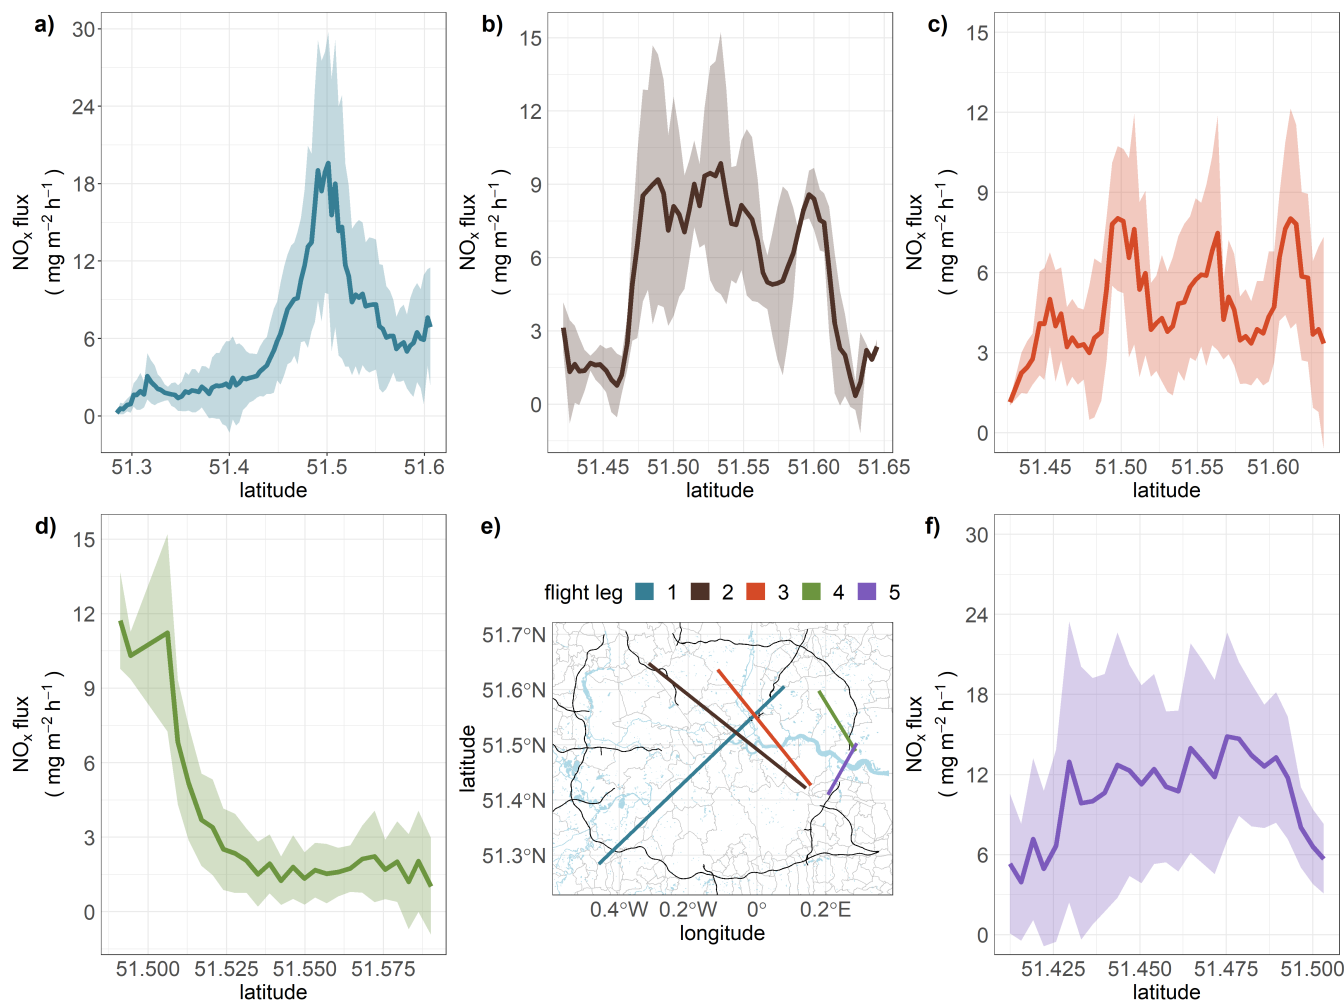 a)
30
24
18
12
6
0
NOx flux
( mg m−2 h−1 )
51.3 51.4 51.5 51.6
latitude
b)
15
12
9
6
3
0
NOx flux
( mg m−2 h−1 )
51.45 51.50 51.55 51.60 51.65
latitude
c)
15
12
9
6
3
0
NOx flux
( mg m−2 h−1 )
51.45 51.50 51.55 51.60
latitude
d)
15
12
9
6
3
0
NOx flux
( mg m−2 h−1 )
51.500 51.525 51.550 51.575
latitude
e)
flight leg 1 2 3 4 5
51.7°N
51.6°N
51.5°N
51.4°N
51.3°N
latitude
0.4°W 0.2°W 0° 0.2°E
longitude
f)
30
24
18
12
6
0
NOx flux
( mg m−2 h−1 )
51.425 51.450 51.475 51.500
latitude